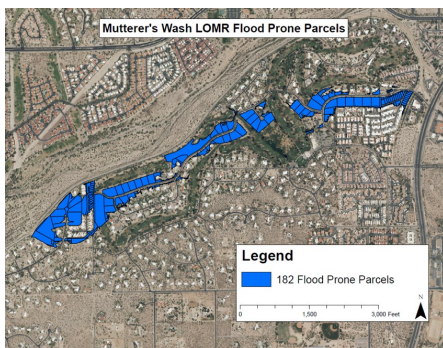 Mutterer's Wash LOMR Flood Prone Parcels
Legend
182 Flood Prone Parcels
N
0 1,500 3,000 Feet